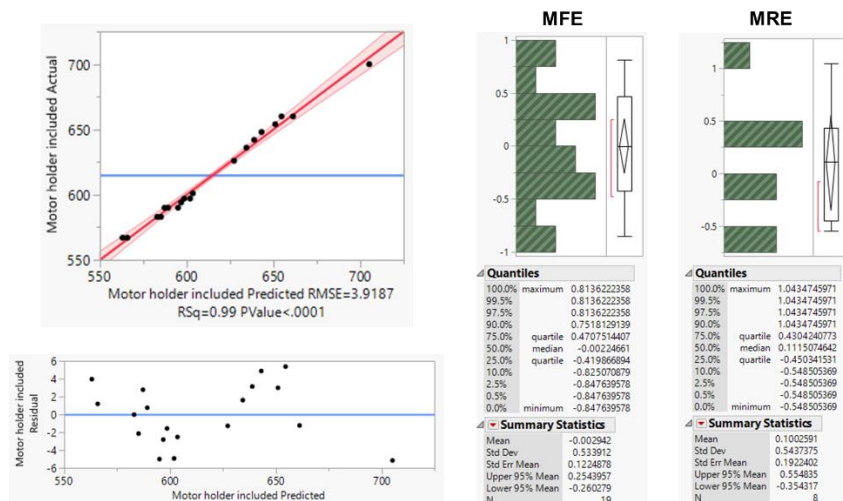 MFE
MRE
Motor holder included Actual
700
650
600
550
550
600
650
700
Motor holder included Predicted RMSE=3.9187
RSq=0.99 PValue<.0001
Motor holder included
Residual
6
4
2
0
-2
-4
-6
550
600
650
700
Motor holder included Predicted
1
0.5
0
-0.5
-1
Quantiles
100.0% maximum 0.8136222358
99.5% 0.8136222358
97.5% 0.8136222358
90.0% 0.7518129139
75.0% quartile 0.4707514407
50.0% median -0.00224661
25.0% quartile -0.419866894
10.0% -0.825070879
2.5% -0.847639578
0.5% -0.847639578
0.0% minimum -0.847639578
Summary Statistics
Mean -0.002942
Std Dev 0.533912
Std Err Mean 0.1224878
Upper 95% Mean 0.2543957
Lower 95% Mean -0.260279
N 19
1
0.5
0
-0.5
Quantiles
100.0% maximum 1.0434745971
99.5% 1.0434745971
97.5% 1.0434745971
90.0% 1.0434745971
75.0% quartile 0.4304240773
50.0% median 0.1115074642
25.0% quartile -0.450341531
10.0% -0.548505369
2.5% -0.548505369
0.5% -0.548505369
0.0% minimum -0.548505369
Summary Statistics
Mean 0.1002591
Std Dev 0.5437375
Std Err Mean 0.1922402
Upper 95% Mean 0.554835
Lower 95% Mean -0.354317
N 8